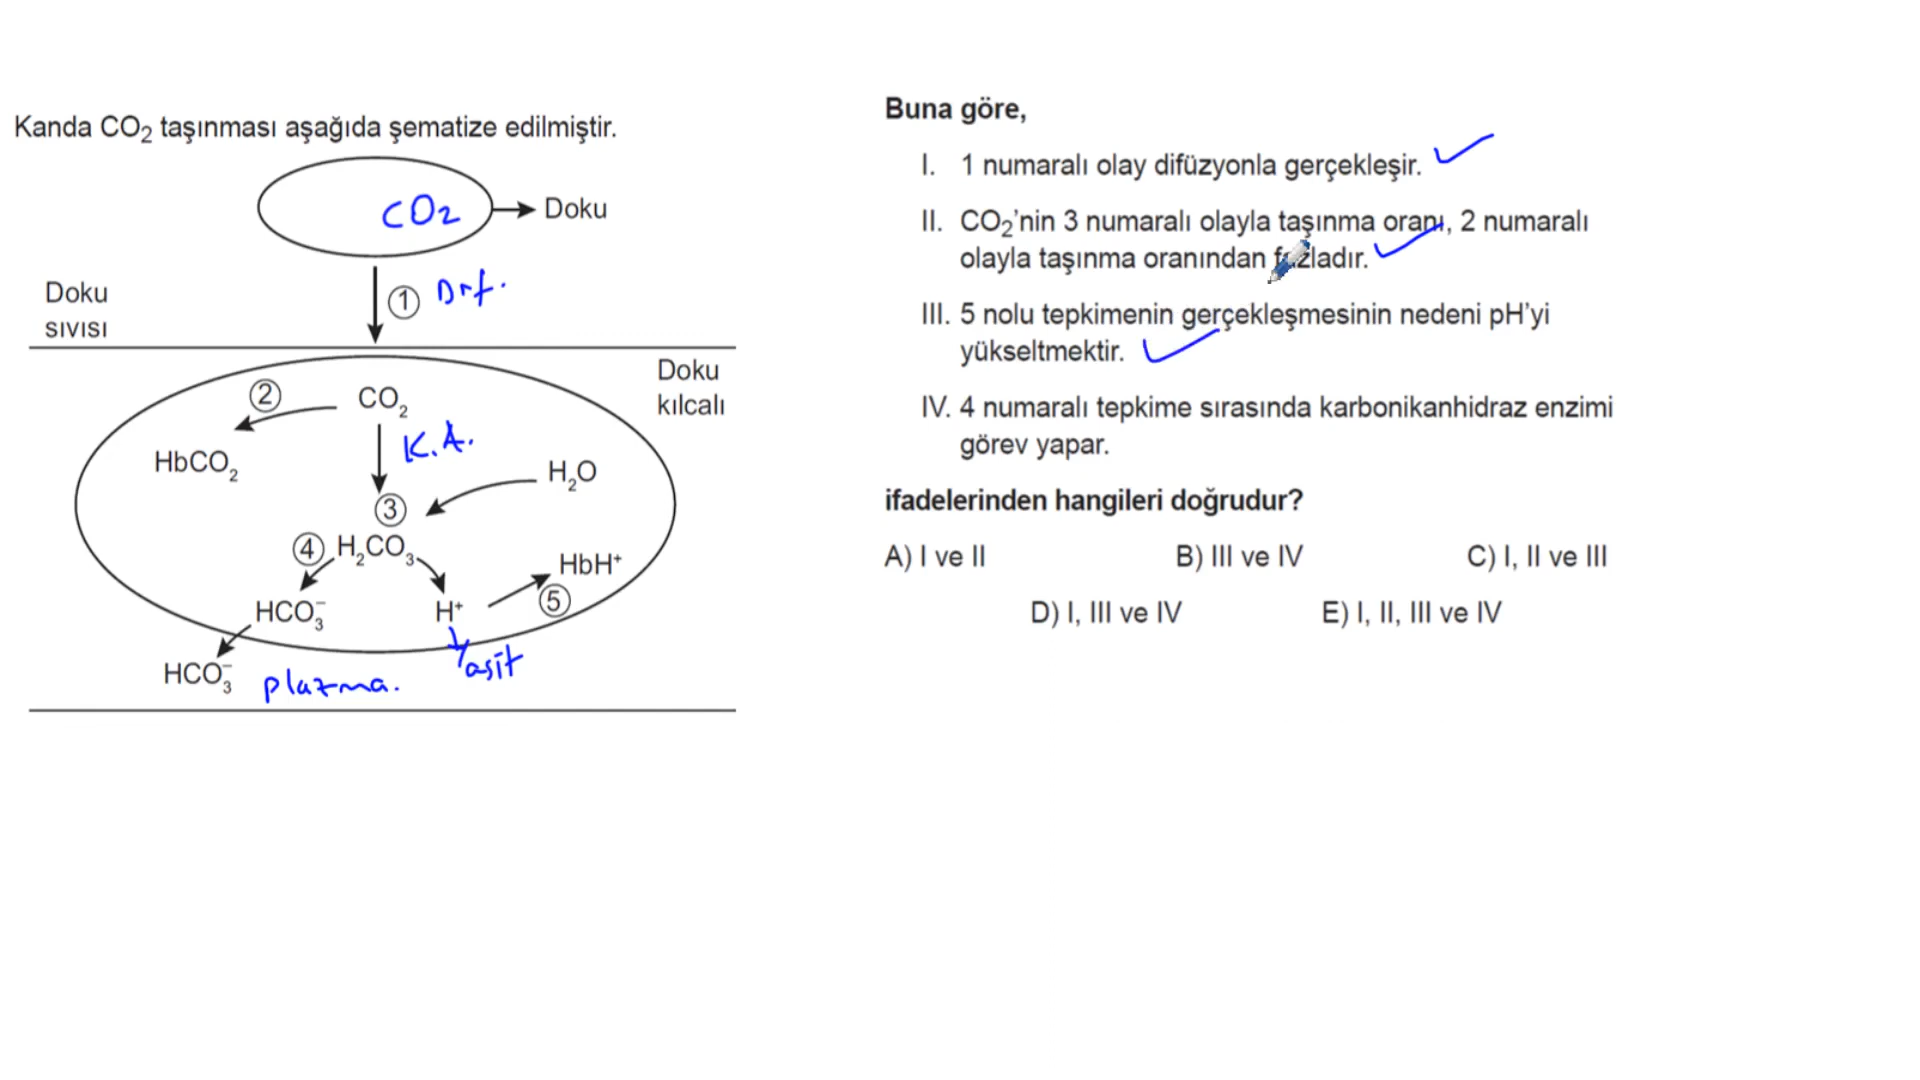 Kanda CO₂ taşınması aşağıda şematize edilmiştir.
CO₂
Doku
Doku
sıvısı
① Dif.
Doku
kılcalı
②
CO₂
HbCO₂
K.A.
H₂O
③
④ H₂CO₃
HbH⁺
⑤
HCO₃⁻
H⁺
asit
HCO₃⁻
plazma.
Buna göre,
I. 1 numaralı olay difüzyonla gerçekleşir.
II. CO₂’nin 3 numaralı olayla taşınma oranı, 2 numaralı
olayla taşınma oranından fazladır.
III. 5 nolu tepkimenin gerçekleşmesinin nedeni pH’yi
yükseltmektir.
IV. 4 numaralı tepkime sırasında karbonikanhidraz enzimi
görev yapar.
ifadelerinden hangileri doğrudur?
A) I ve II B) III ve IV C) I, II ve III
D) I, III ve IV E) I, II, III ve IV